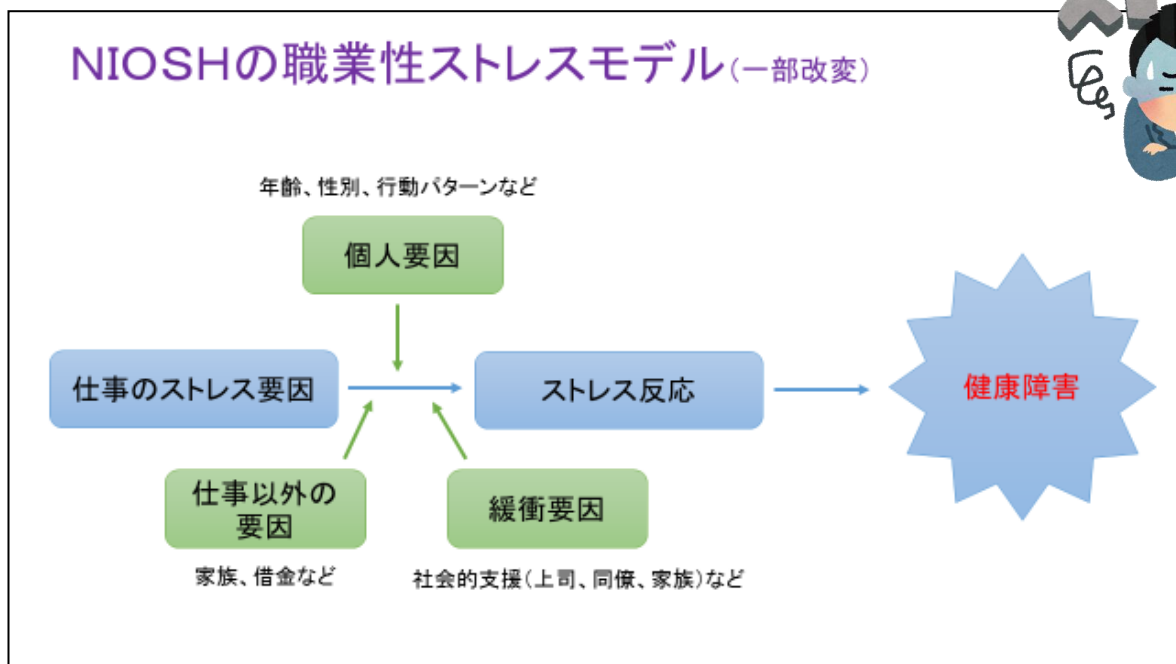 NIOSHの職業性ストレスモデル(一部改変)
年齢、性別、行動パターンなど
個人要因
仕事のストレス要因
ストレス反応
健康障害
仕事以外の
要因
緩衝要因
家族、借金など
社会的支援(上司、同僚、家族)など